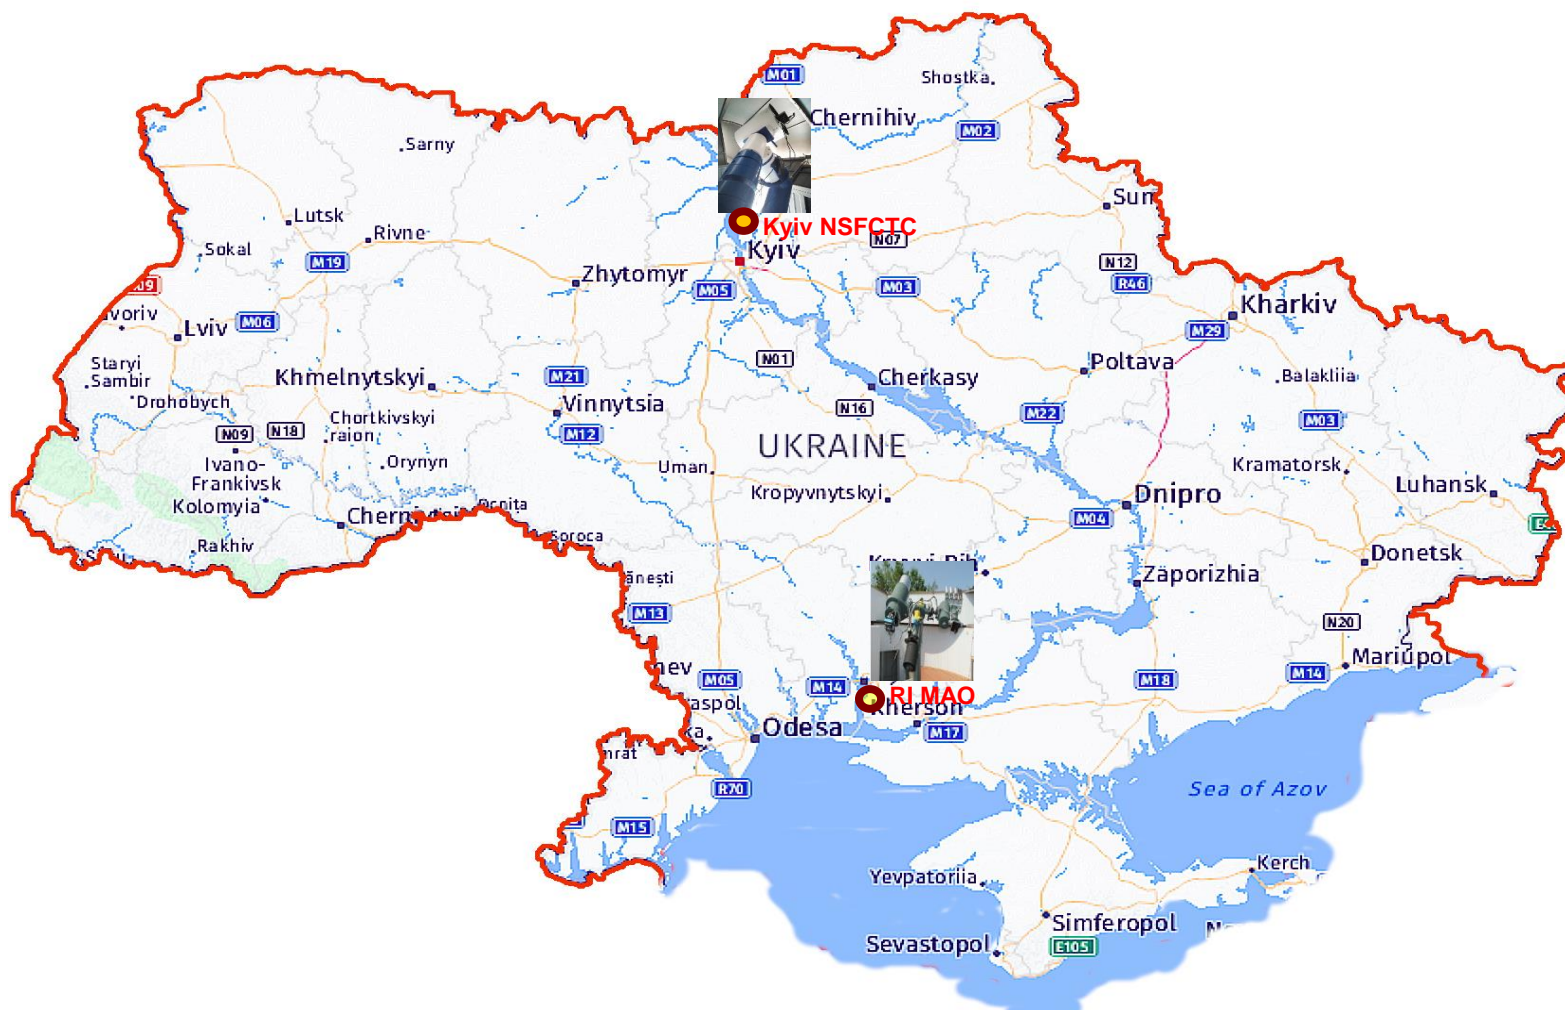 M01
Shostka
Chernihiv
M02
Sarny
Lutsk
Rivne
Sokal
M19
Kyiv NSFCTC
Kyiv
N07
N12
R46
Zhytomyr
M05
M03
Kharkiv
M29
Lviv
M06
Staryi
Sambir
Drohobych
Khmelnytskyi
M21
N01
Cherkasy
Poltava
Balakliia
Chortkivskyi
raion
N09
N18
Vinnytsia
M12
N16
M22
M03
UKRAINE
Ivano-
Frankivsk
Kolomyia
Orynyn
Uman
Kropyvnytskyi
Kramatorsk
Luhansk
Dnipro
M04
Rakhiv
Soroca
Donetsk
Zaporizhia
M13
N20
Mariupol
M05
M14
RI MAO
Kherson
M18
M14
Odesa
M17
R70
M15
Sea of Azov
Yevpatoriia
Kerch
Simferopol
Sevastopol
E105